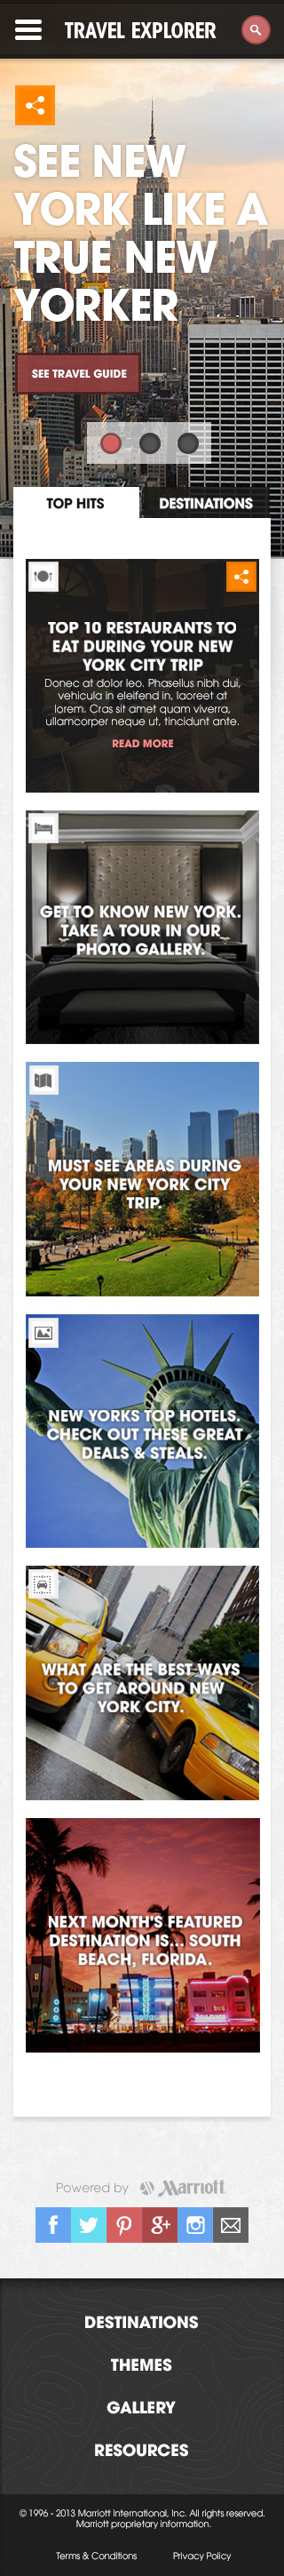 TRAVEL EXPLORER
SEE NEW
YORK LIKE A
TRUE NEW
YORKER
SEE TRAVEL GUIDE
TOP HITS
DESTINATIONS
TOP 10 RESTAURANTS TO
EAT DURING YOUR NEW
YORK CITY TRIP
Donec at dolor leo. Phasellus nibh dui,
vehicula in eleifend in, laoreet at
lorem. Cras sit amet quam viverra,
ullamcorper neque ut, tincidunt ante.
READ MORE
GET TO KNOW NEW YORK.
TAKE A TOUR IN OUR
PHOTO GALLERY.
MUST SEE AREAS DURING
YOUR NEW YORK CITY
TRIP.
NEW YORKS TOP HOTELS.
CHECK OUT THESE GREAT
DEALS & STEALS.
WHAT ARE THE BEST WAYS
TO GET AROUND NEW
YORK CITY.
NEXT MONTH'S FEATURED
DESTINATION IS... SOUTH
BEACH, FLORIDA.
Powered by Marriott
DESTINATIONS
THEMES
GALLERY
RESOURCES
© 1996 - 2013 Marriott International, Inc. All rights reserved.
Marriott proprietary information.
Terms & Conditions
Privacy Policy